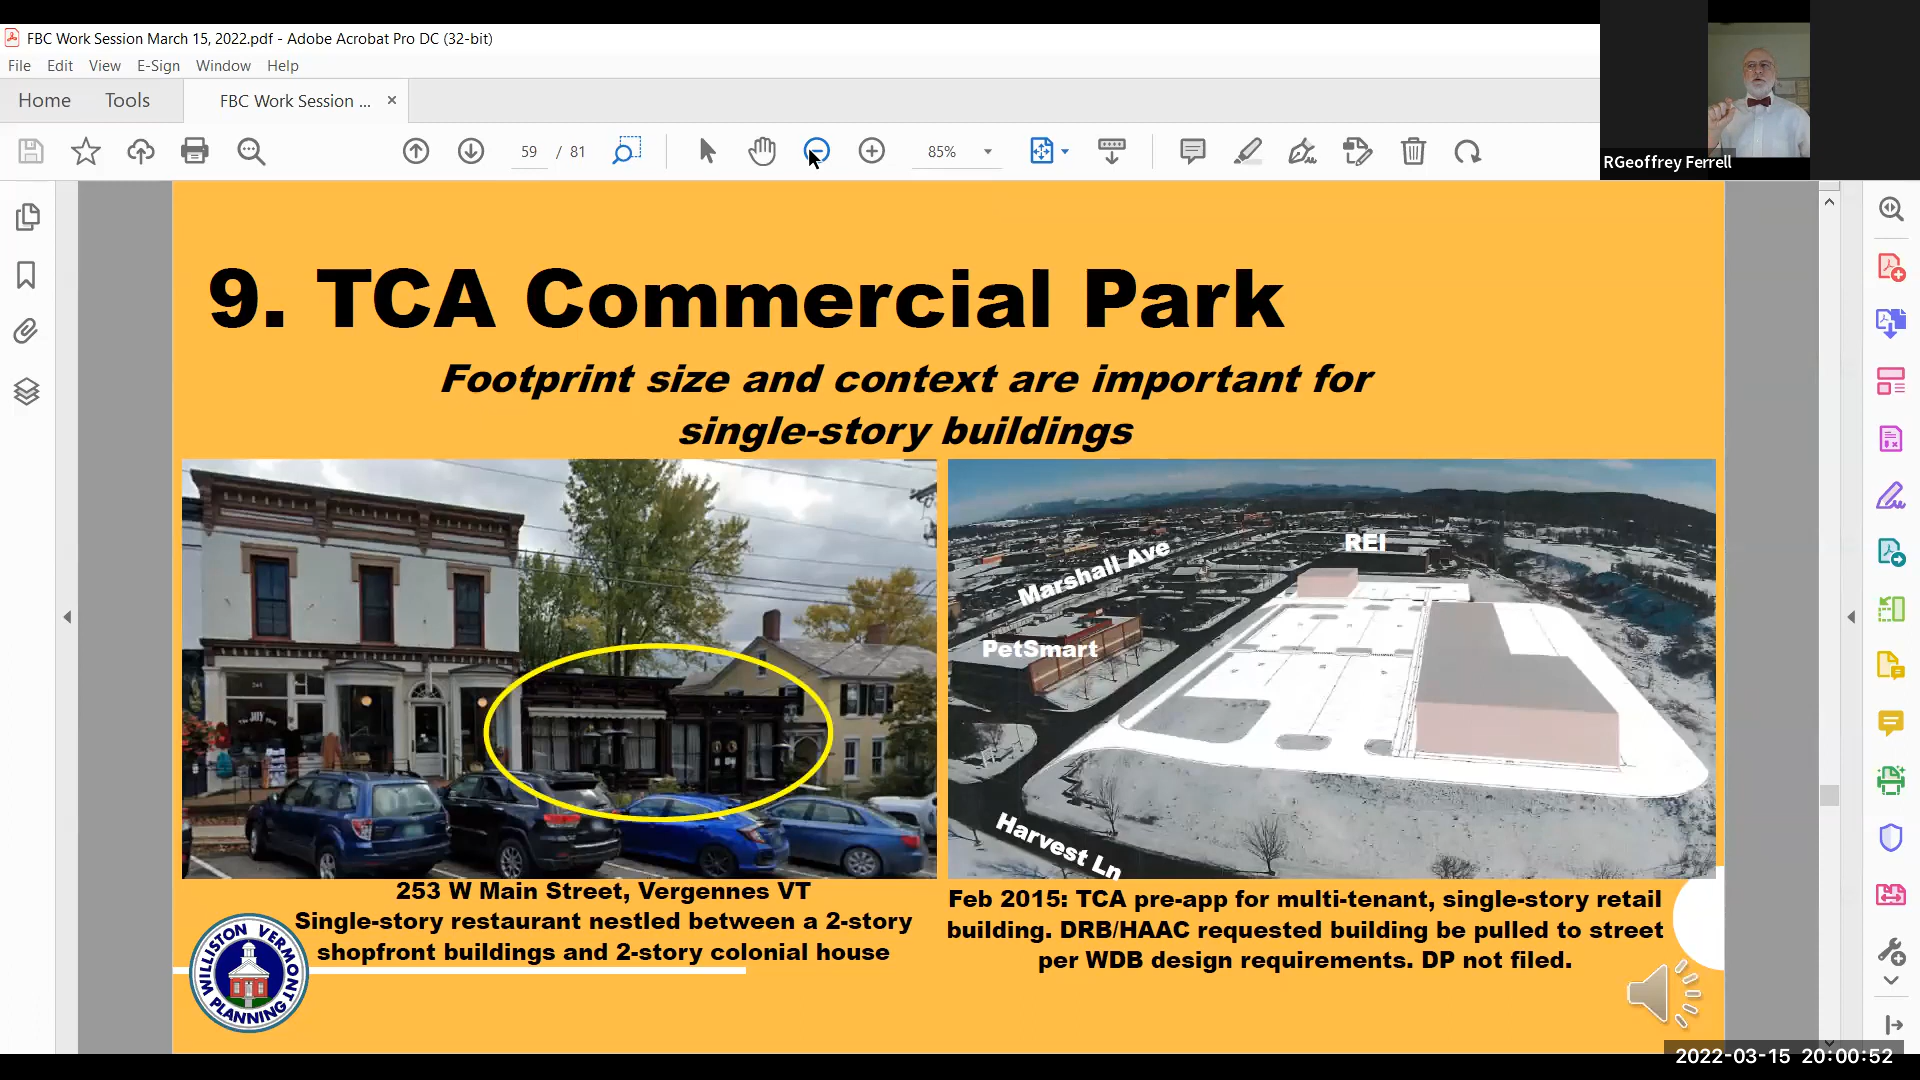 FBC Work Session March 15, 2022.pdf - Adobe Acrobat Pro DC (32-bit)
File Edit View E-Sign Window Help
Home Tools FBC Work Session ... ×
59 / 81 85%
RGeoffrey Ferrell
9. TCA Commercial Park
Footprint size and context are important for
single-story buildings
REI
Marshall Ave
PetSmart
Harvest Ln
253 W Main Street, Vergennes VT
Single-story restaurant nestled between a 2-story
shopfront buildings and 2-story colonial house
Feb 2015: TCA pre-app for multi-tenant, single-story retail
building. DRB/HAAC requested building be pulled to street
per WDB design requirements. DP not filed.
WILLISTON VERMONT
PLANNING
2022-03-15 20:00:52